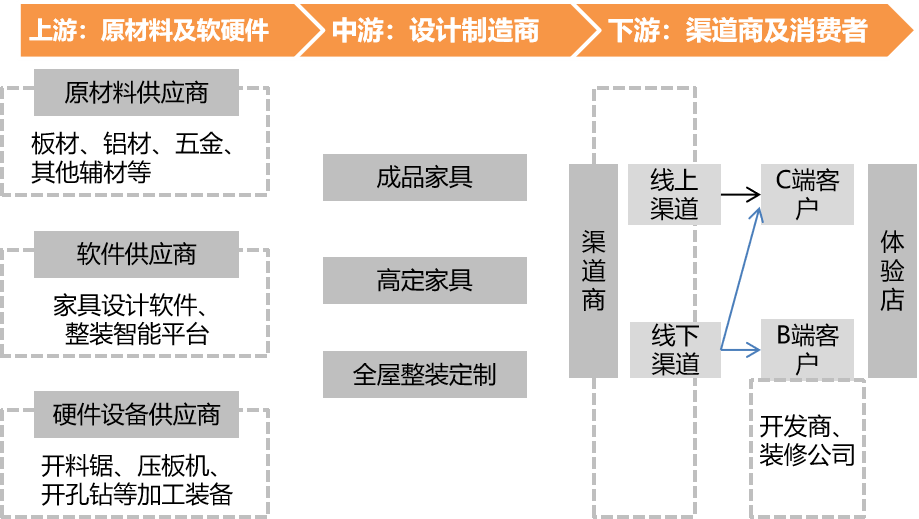 上游：原材料及软硬件
中游：设计制造商
下游：渠道商及消费者
原材料供应商
板材、铝材、五金、
其他辅材等
软件供应商
家具设计软件、
整装智能平台
硬件设备供应商
开料锯、压板机、
开孔钻等加工装备
成品家具
高定家具
全屋整装定制
渠
道
商
线上
渠道
线下
渠道
C端客
户
B端客
户
开发商、
装修公司
体
验
店